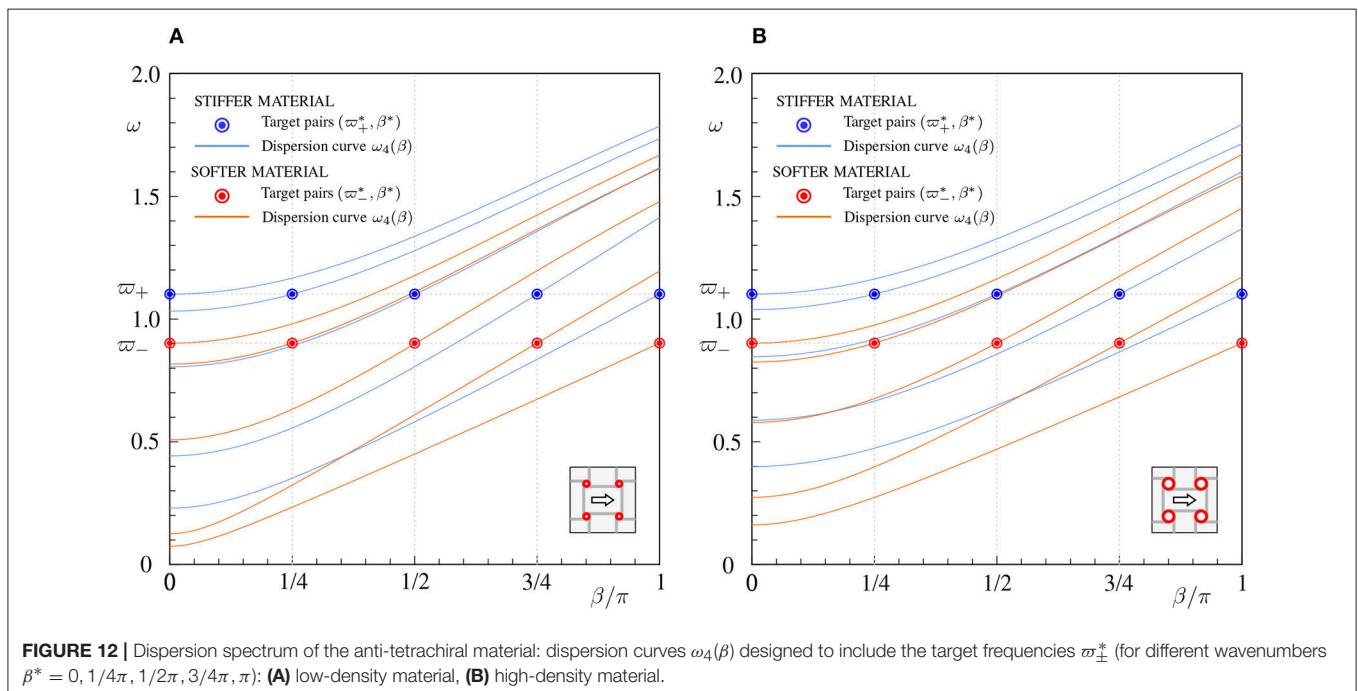 A
2.0
ω
1.5
ϖ+
1.0
ϖ−
0.5
0
STIFFER MATERIAL
Target pairs (ϖ*+, β*)
Dispersion curve ω4(β)
SOFTER MATERIAL
Target pairs (ϖ*−, β*)
Dispersion curve ω4(β)
0 1/4 1/2 3/4 1
β/π
B
2.0
ω
1.5
ϖ+
1.0
ϖ−
0.5
0
STIFFER MATERIAL
Target pairs (ϖ*+, β*)
Dispersion curve ω4(β)
SOFTER MATERIAL
Target pairs (ϖ*−, β*)
Dispersion curve ω4(β)
0 1/4 1/2 3/4 1
β/π
FIGURE 12 | Dispersion spectrum of the anti-tetrachiral material: dispersion curves ω4(β) designed to include the target frequencies ϖ*± (for different wavenumbers
β* = 0, 1/4π, 1/2π, 3/4π, π): (A) low-density material, (B) high-density material.